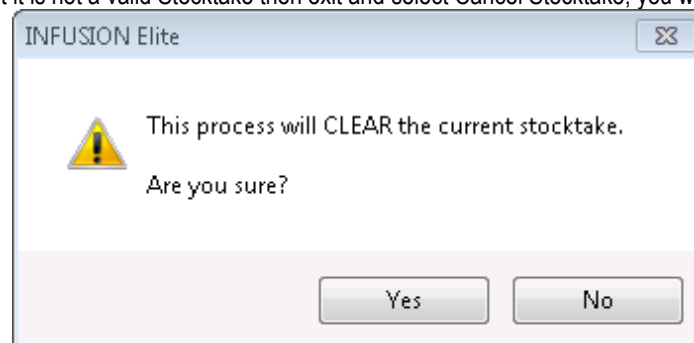 it is not a valid Stocktake then exit and select Cancel Stocktake, you w
INFUSION Elite
This process will CLEAR the current stocktake.
Are you sure?
Yes
No